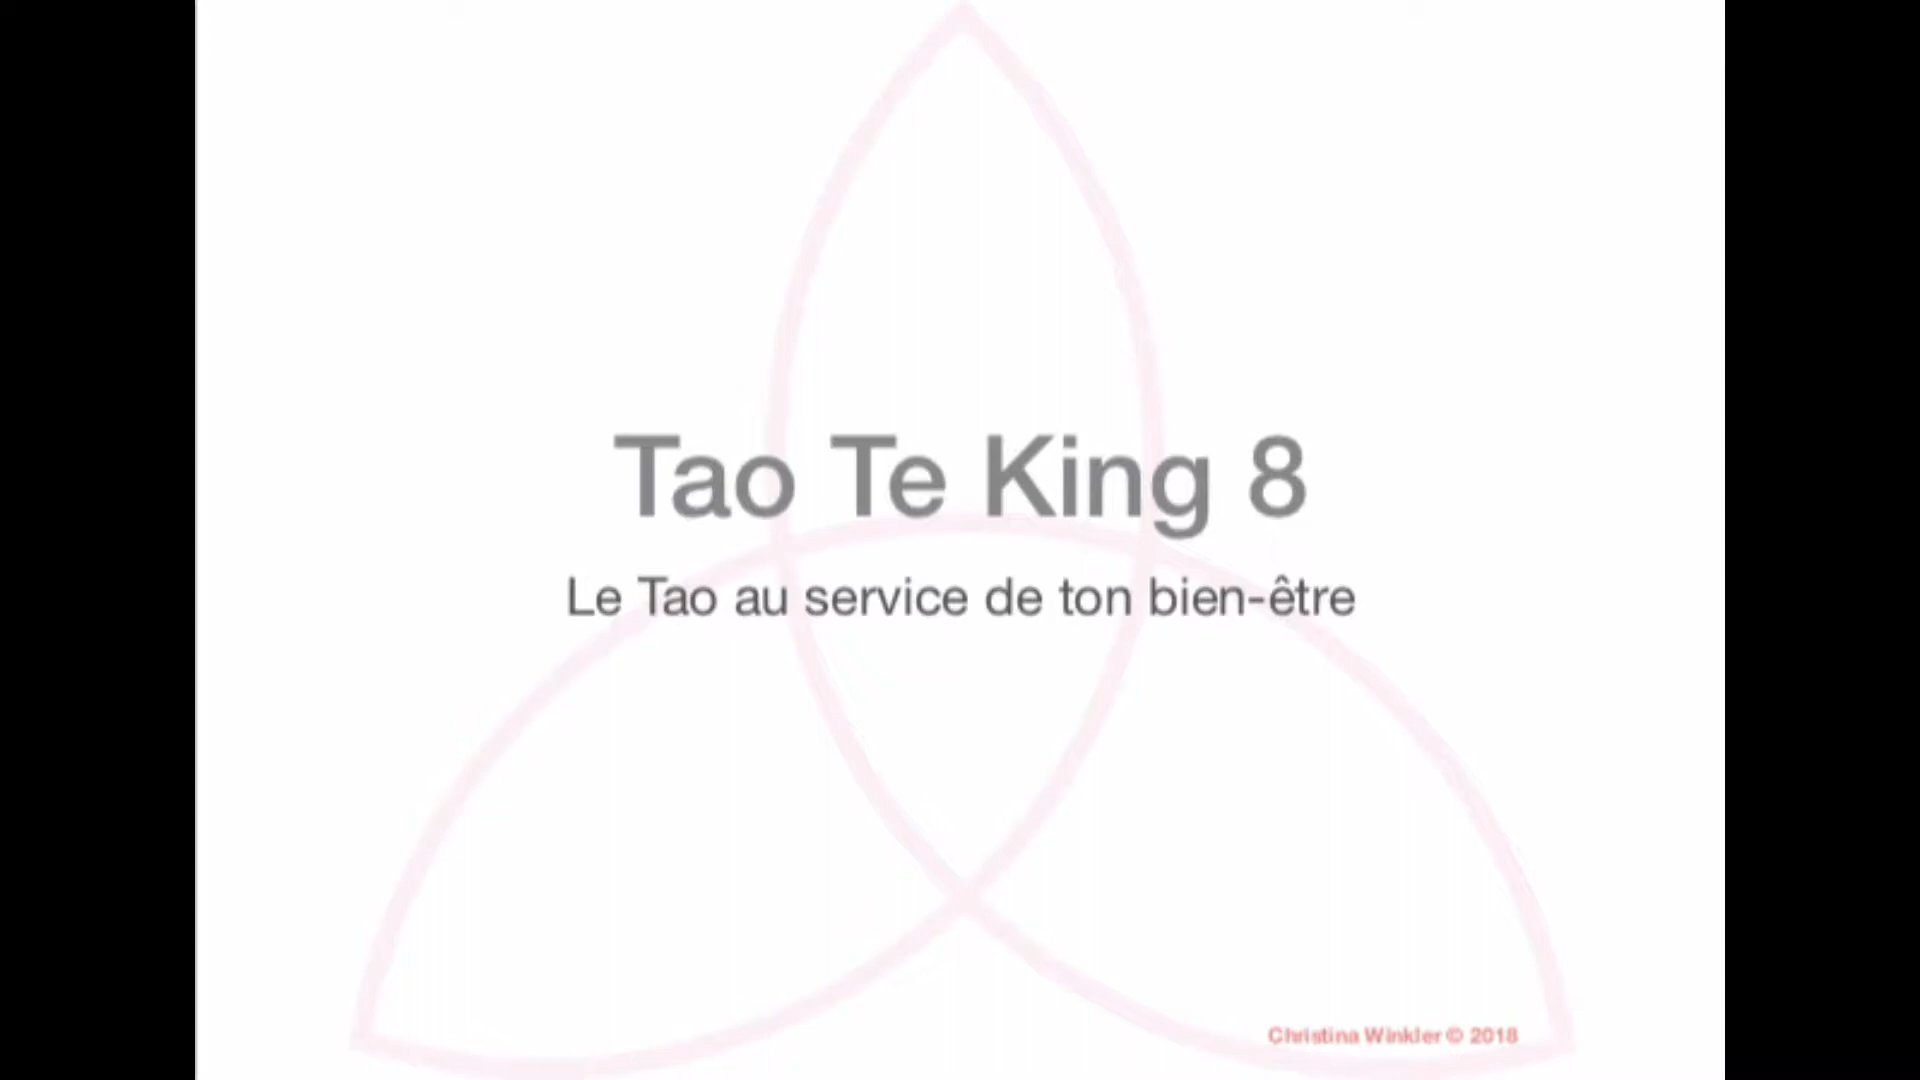 Tao Te King 8
Le Tao au service de ton bien-être
Christina Winkler © 2018